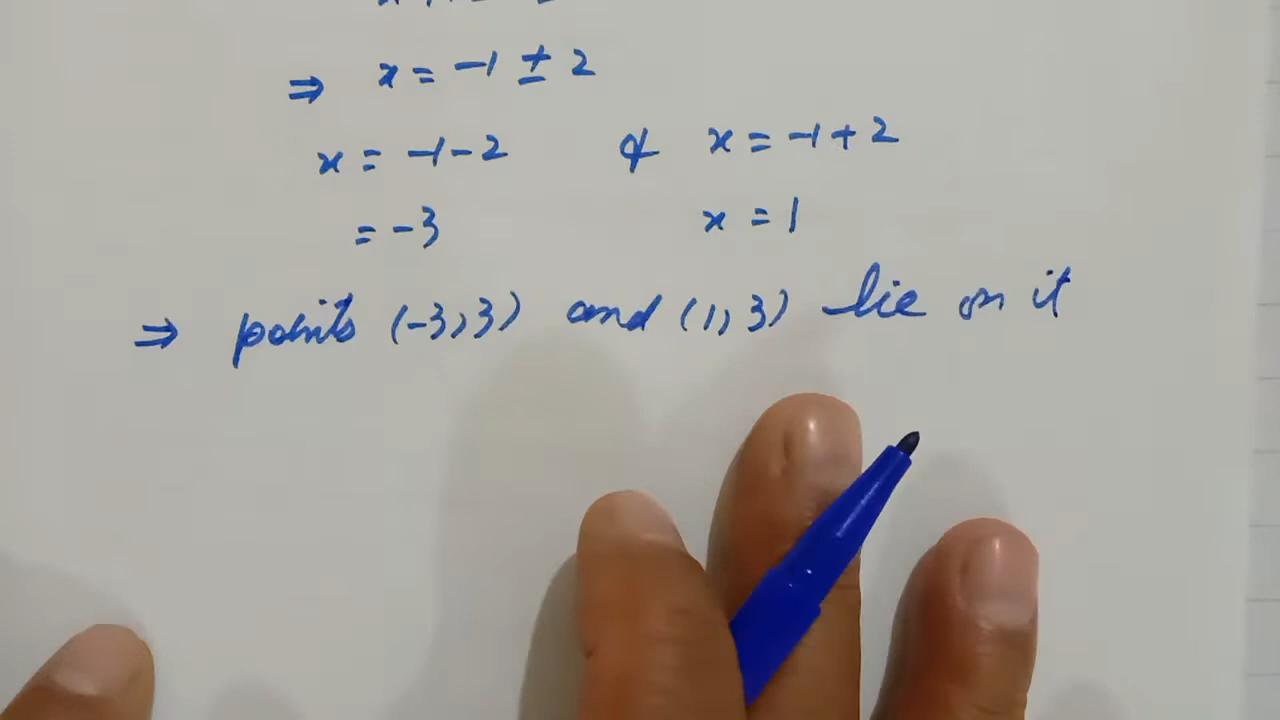 ⇒ x = -1 ± 2
x = -1-2 & x = -1+2
= -3 x = 1
⇒ points (-3,3) and (1,3) lie on it